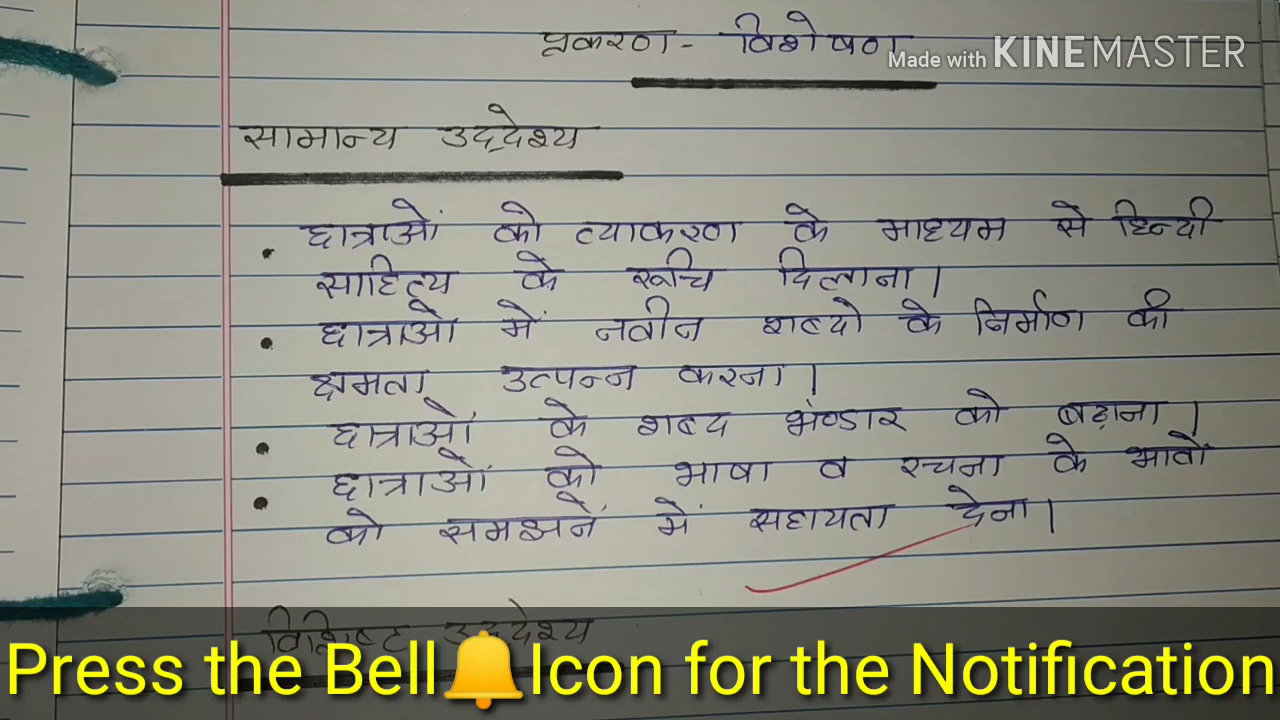 प्रकरण - विशेषण
Made with KINEMASTER
सामान्य उद्देश्य
• छात्राओं को व्याकरण के माध्यम से हिन्दी
साहित्य के रूचि दिलाना।
• छात्राओं में नवीन शब्दो के निर्माण की
क्षमता उत्पन्न करना।
• छात्राओं के शब्द भंण्डार को बढ़ाना।
• छात्राओं को भाषा व रचना के भावों
को समझनें में सहायता देना।
विशिष्ट उद्देश्य
Press the Bell🔔Icon for the Notification